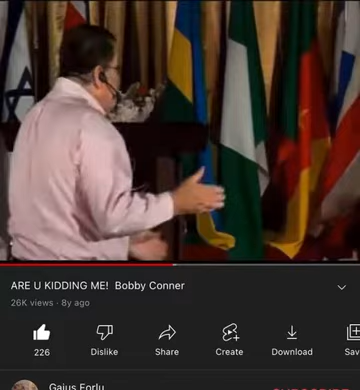 ARE U KIDDING ME! Bobby Conner
26K views · 8y ago
226
Dislike
Share
Create
Download
Gaius Forlu